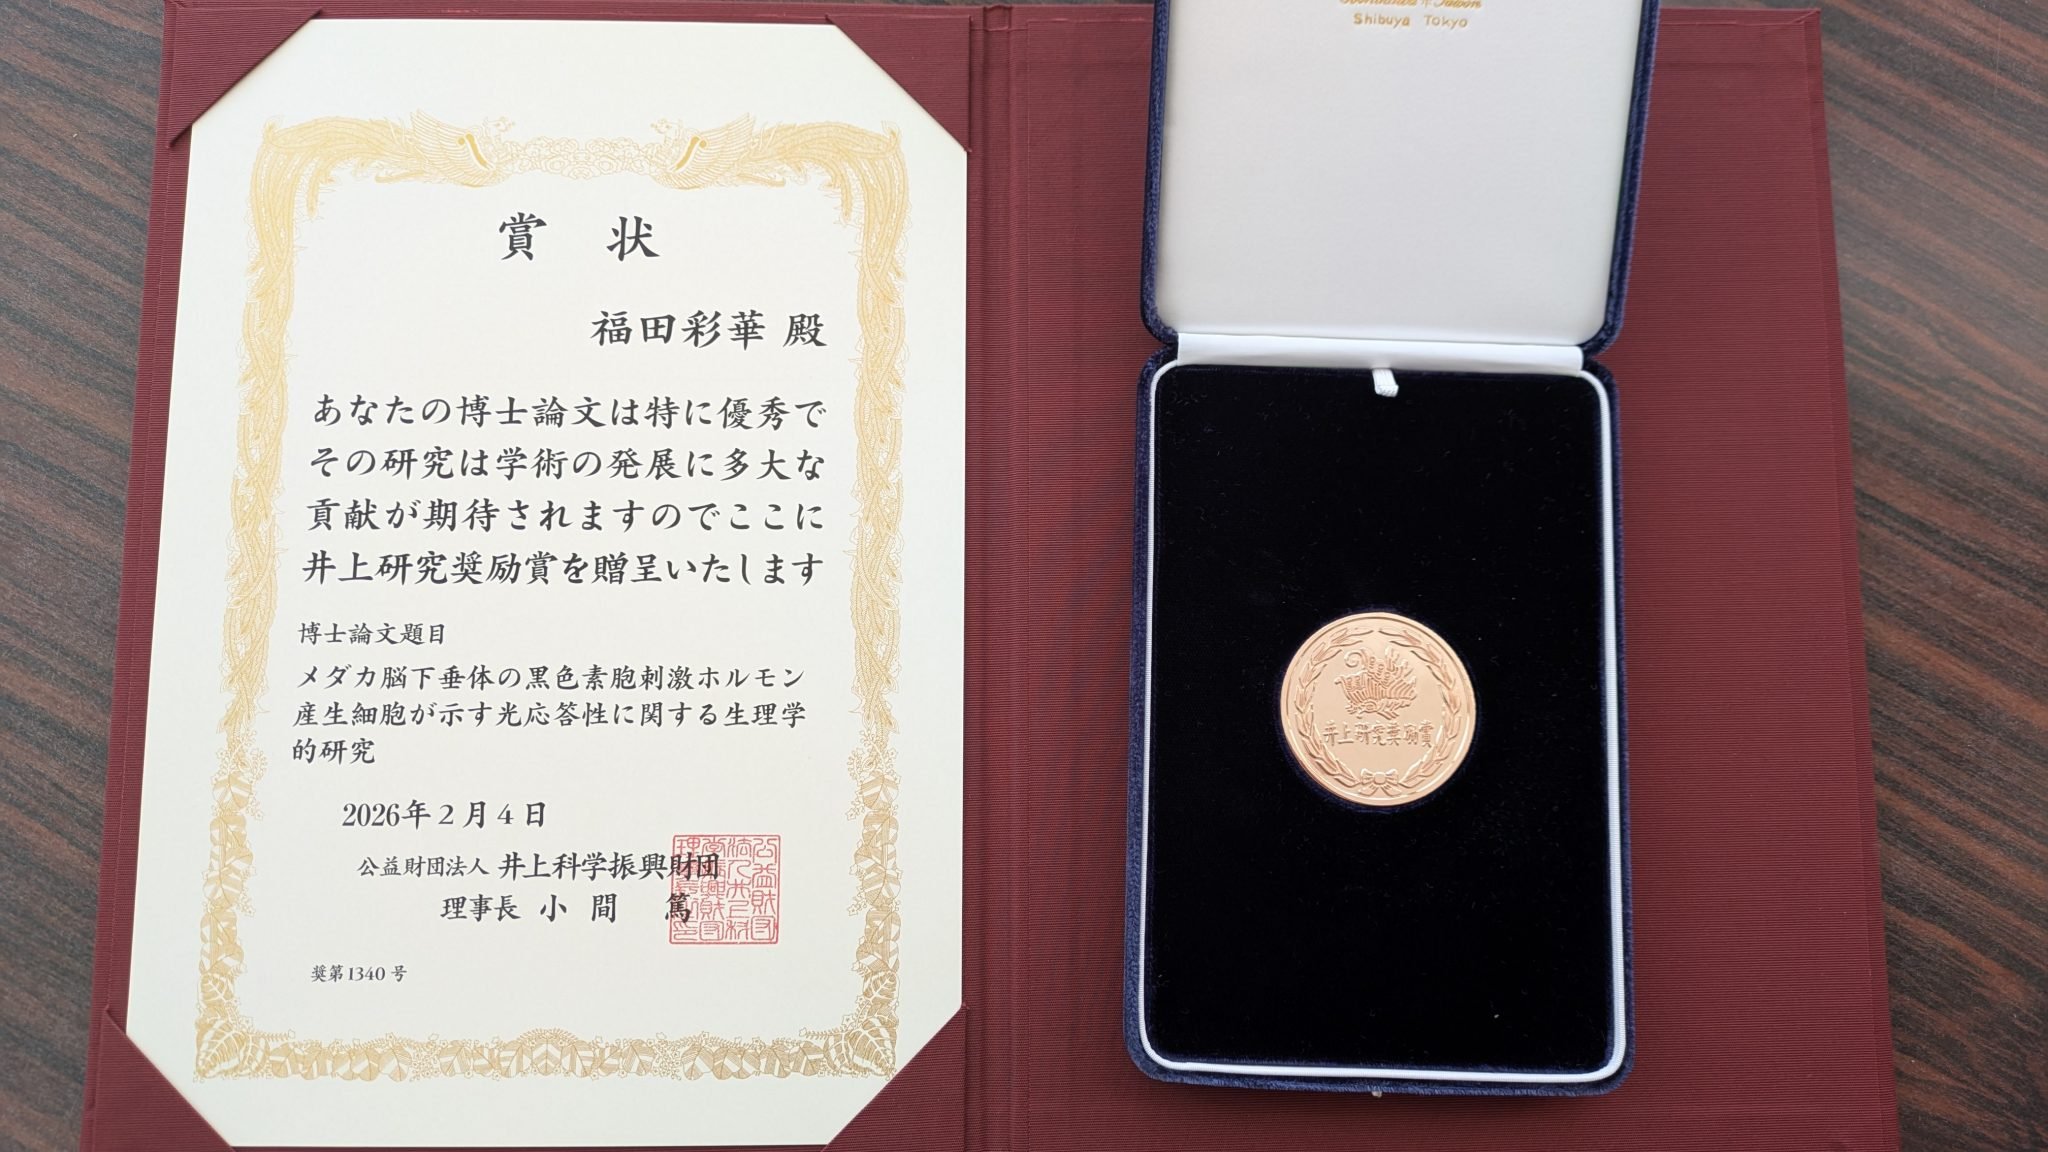 賞 状
福田彩華 殿
あなたの博士論文は特に優秀で
その研究は学術の発展に多大な
貢献が期待されますのでここに
井上研究奨励賞を贈呈いたします
博士論文題目
メダカ脳下垂体の黒色素胞刺激ホルモン
産生細胞が示す光応答性に関する生理学
的研究
2026年2月4日
公益財団法人 井上科学振興財団
理事長 小間 篤
奨第1340号
Shibuya Tokyo
井上研究奨励賞